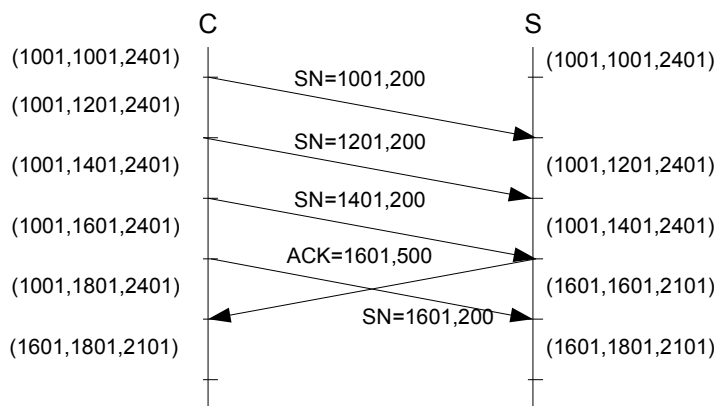 C S
(1001,1001,2401) (1001,1001,2401)
SN=1001,200
(1001,1201,2401)
SN=1201,200
(1001,1401,2401) (1001,1201,2401)
SN=1401,200
(1001,1601,2401) (1001,1401,2401)
ACK=1601,500
(1001,1801,2401) (1601,1601,2101)
SN=1601,200
(1601,1801,2101) (1601,1801,2101)